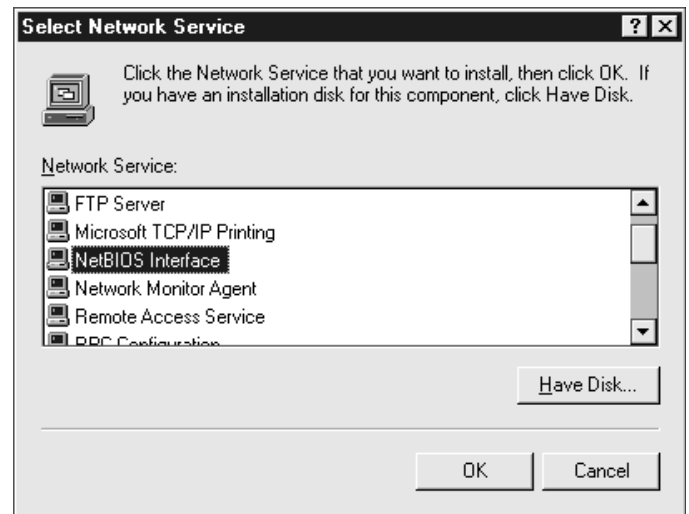 Select Network Service
Click the Network Service that you want to install, then click OK. If
you have an installation disk for this component, click Have Disk.
Network Service:
FTP Server
Microsoft TCP/IP Printing
NetBIOS Interface
Network Monitor Agent
Remote Access Service
RPC Configuration
Have Disk...
OK
Cancel